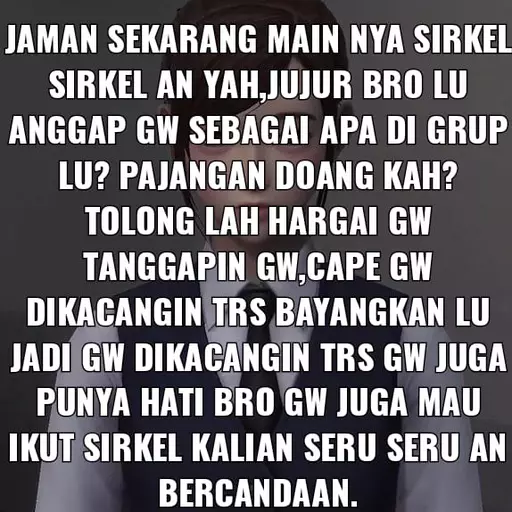 JAMAN SEKARANG MAIN NYA SIRKEL
SIRKEL AN YAH,JUJUR BRO LU
ANGGAP GW SEBAGAI APA DI GRUP
LU? PAJANGAN DOANG KAH?
TOLONG LAH HARGAI GW
TANGGAPIN GW,CAPE GW
DIKACANGIN TRS BAYANGKAN LU
JADI GW DIKACANGIN TRS GW JUGA
PUNYA HATI BRO GW JUGA MAU
IKUT SIRKEL KALIAN SERU SERU AN
BERCANDAAN.